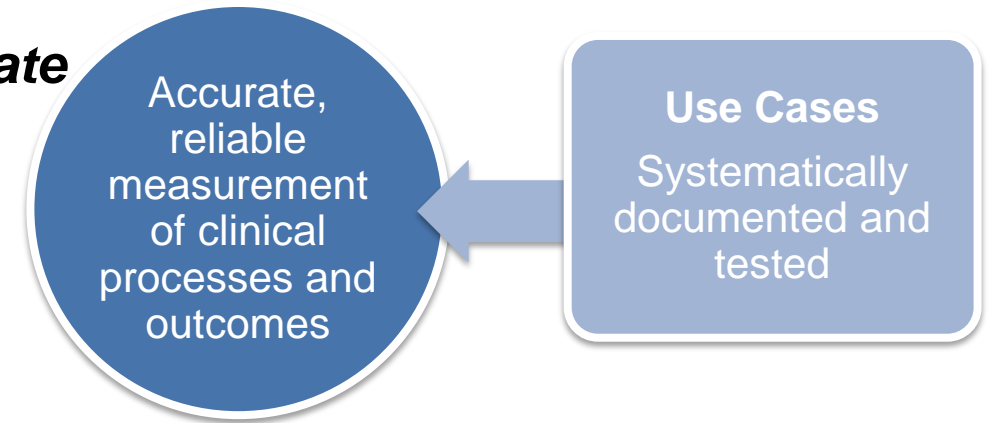 ate
Accurate,
reliable
measurement
of clinical
processes and
outcomes
Use Cases
Systematically
documented and
tested